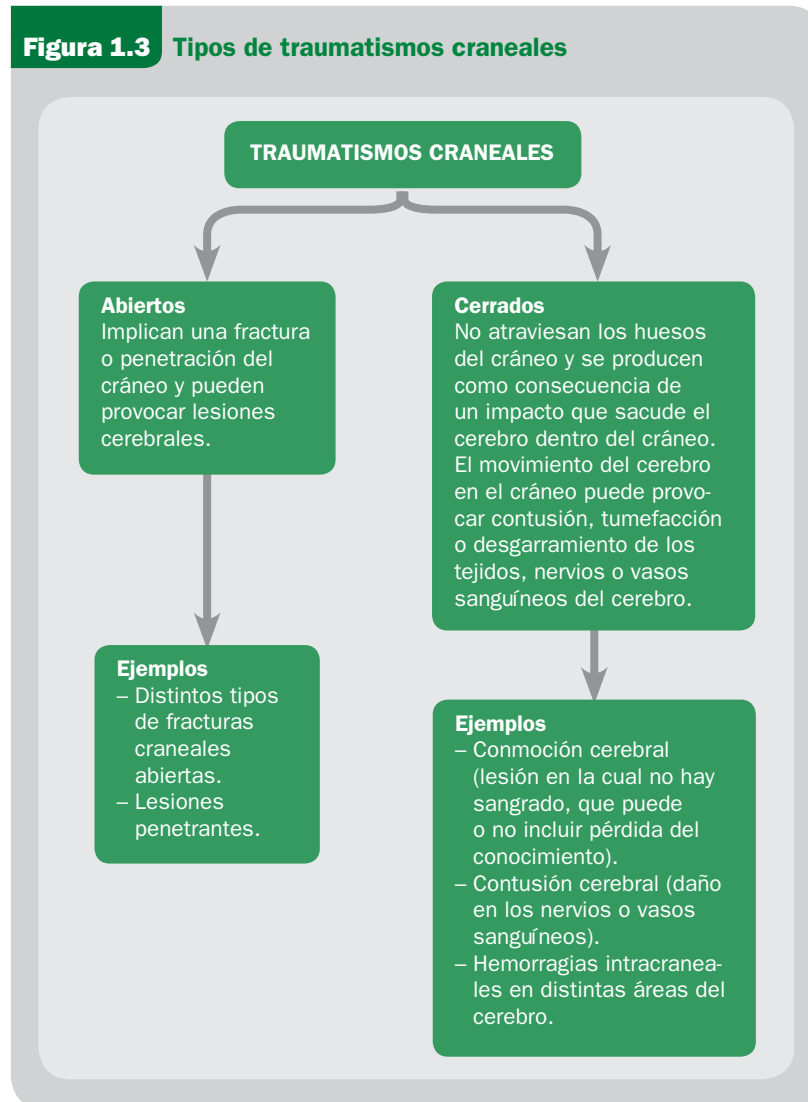 Figura 1.3 Tipos de traumatismos craneales
TRAUMATISMOS CRANEALES
Abiertos
Implican una fractura
o penetración del
cráneo y pueden
provocar lesiones
cerebrales.
Ejemplos
– Distintos tipos
de fracturas
craneales
abiertas.
– Lesiones
penetrantes.
Cerrados
No atraviesan los huesos
del cráneo y se producen
como consecuencia de
un impacto que sacude el
cerebro dentro del cráneo.
El movimiento del cerebro
en el cráneo puede provo-
car contusión, tumefacción
o desgarramiento de los
tejidos, nervios o vasos
sanguíneos del cerebro.
Ejemplos
– Conmoción cerebral
(lesión en la cual no hay
sangrado, que puede
o no incluir pérdida del
conocimiento).
– Contusión cerebral (daño
en los nervios o vasos
sanguíneos).
– Hemorragias intracranea-
les en distintas áreas del
cerebro.